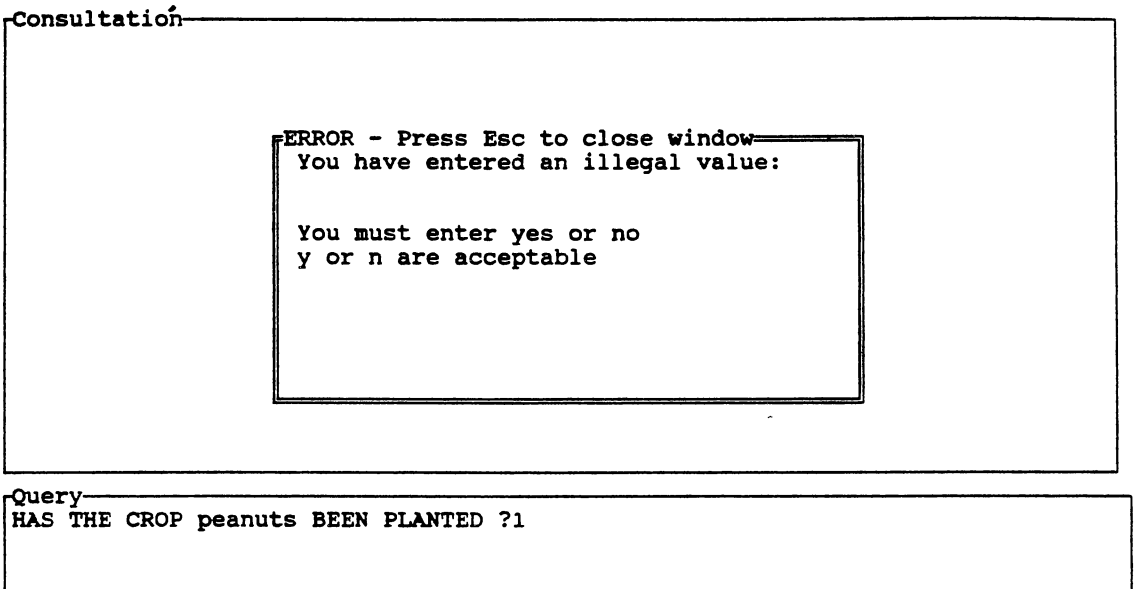 Consultation
ERROR - Press Esc to close window
You have entered an illegal value:
You must enter yes or no
y or n are acceptable
Query
HAS THE CROP peanuts BEEN PLANTED ?1